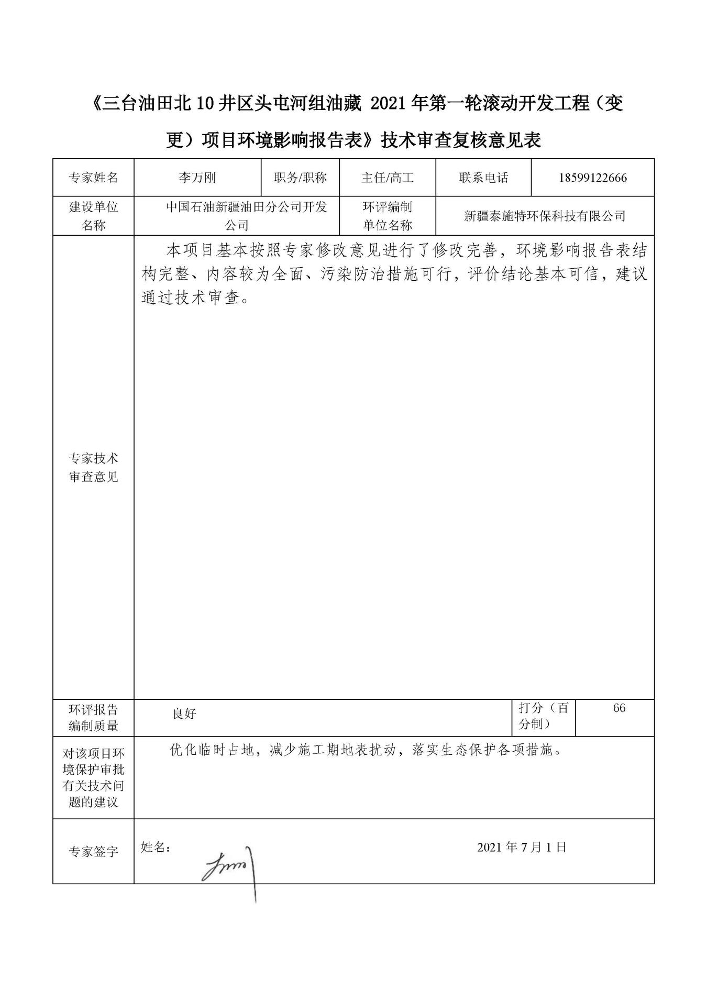 《三台油田北 10 井区头屯河组油藏 2021 年第一轮滚动开发工程（变
更）项目环境影响报告表》技术审查复核意见表
专家姓名 李万刚 职务/职称 主任/高工 联系电话 18599122666
建设单位
名称
中国石油新疆油田分公司开发
公司
环评编制
单位名称
新疆泰施特环保科技有限公司
专家技术
审查意见
本项目基本按照专家修改意见进行了修改完善，环境影响报告表结
构完整、内容较为全面、污染防治措施可行，评价结论基本可信，建议
通过技术审查。
环评报告
编制质量
良好
打分（百
分制）
66
对该项目环
境保护审批
有关技术问
题的建议
优化临时占地，减少施工期地表扰动，落实生态保护各项措施。
专家签字
姓名：
2021 年 7 月 1 日